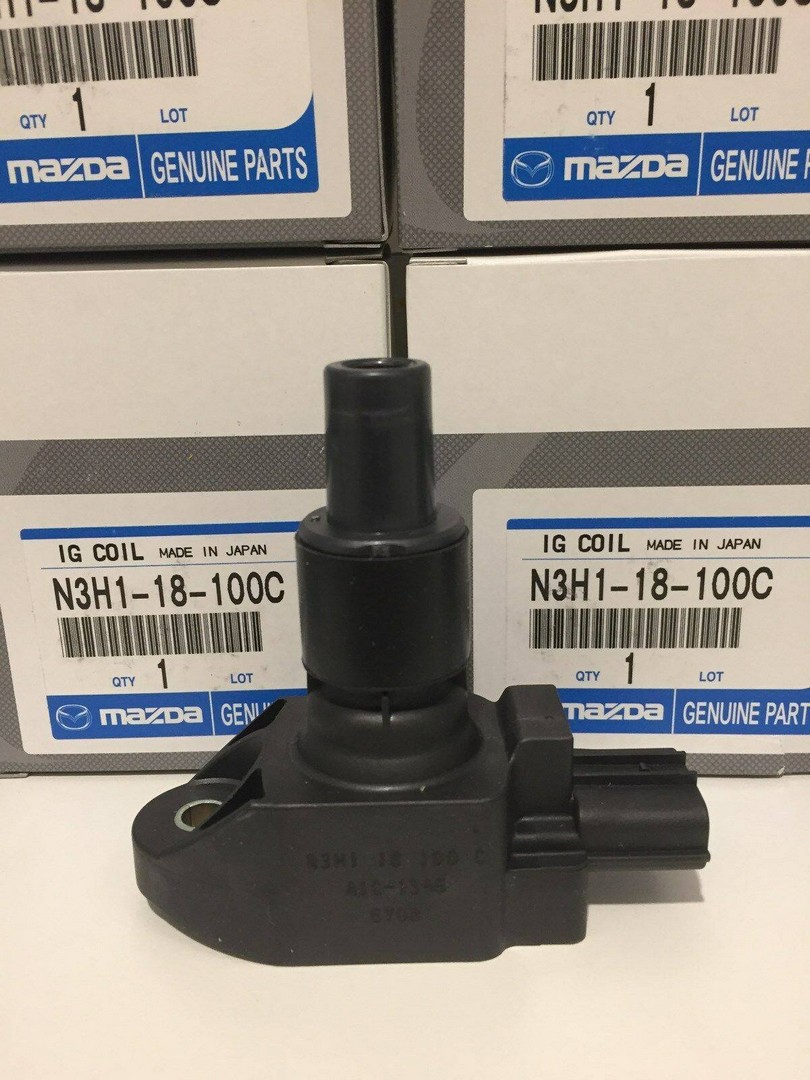 QTY 1 LOT
mazda GENUINE PARTS
QTY 1 LOT
mazda GENUINE
IG COIL MADE IN JAPAN
N3H1-18-100C
QTY 1 LOT
mazda
IG COIL MADE IN JAPAN
N3H1-18-100C
QTY 1 LOT
mazda GENUINE PART
N3H1 18 100 C